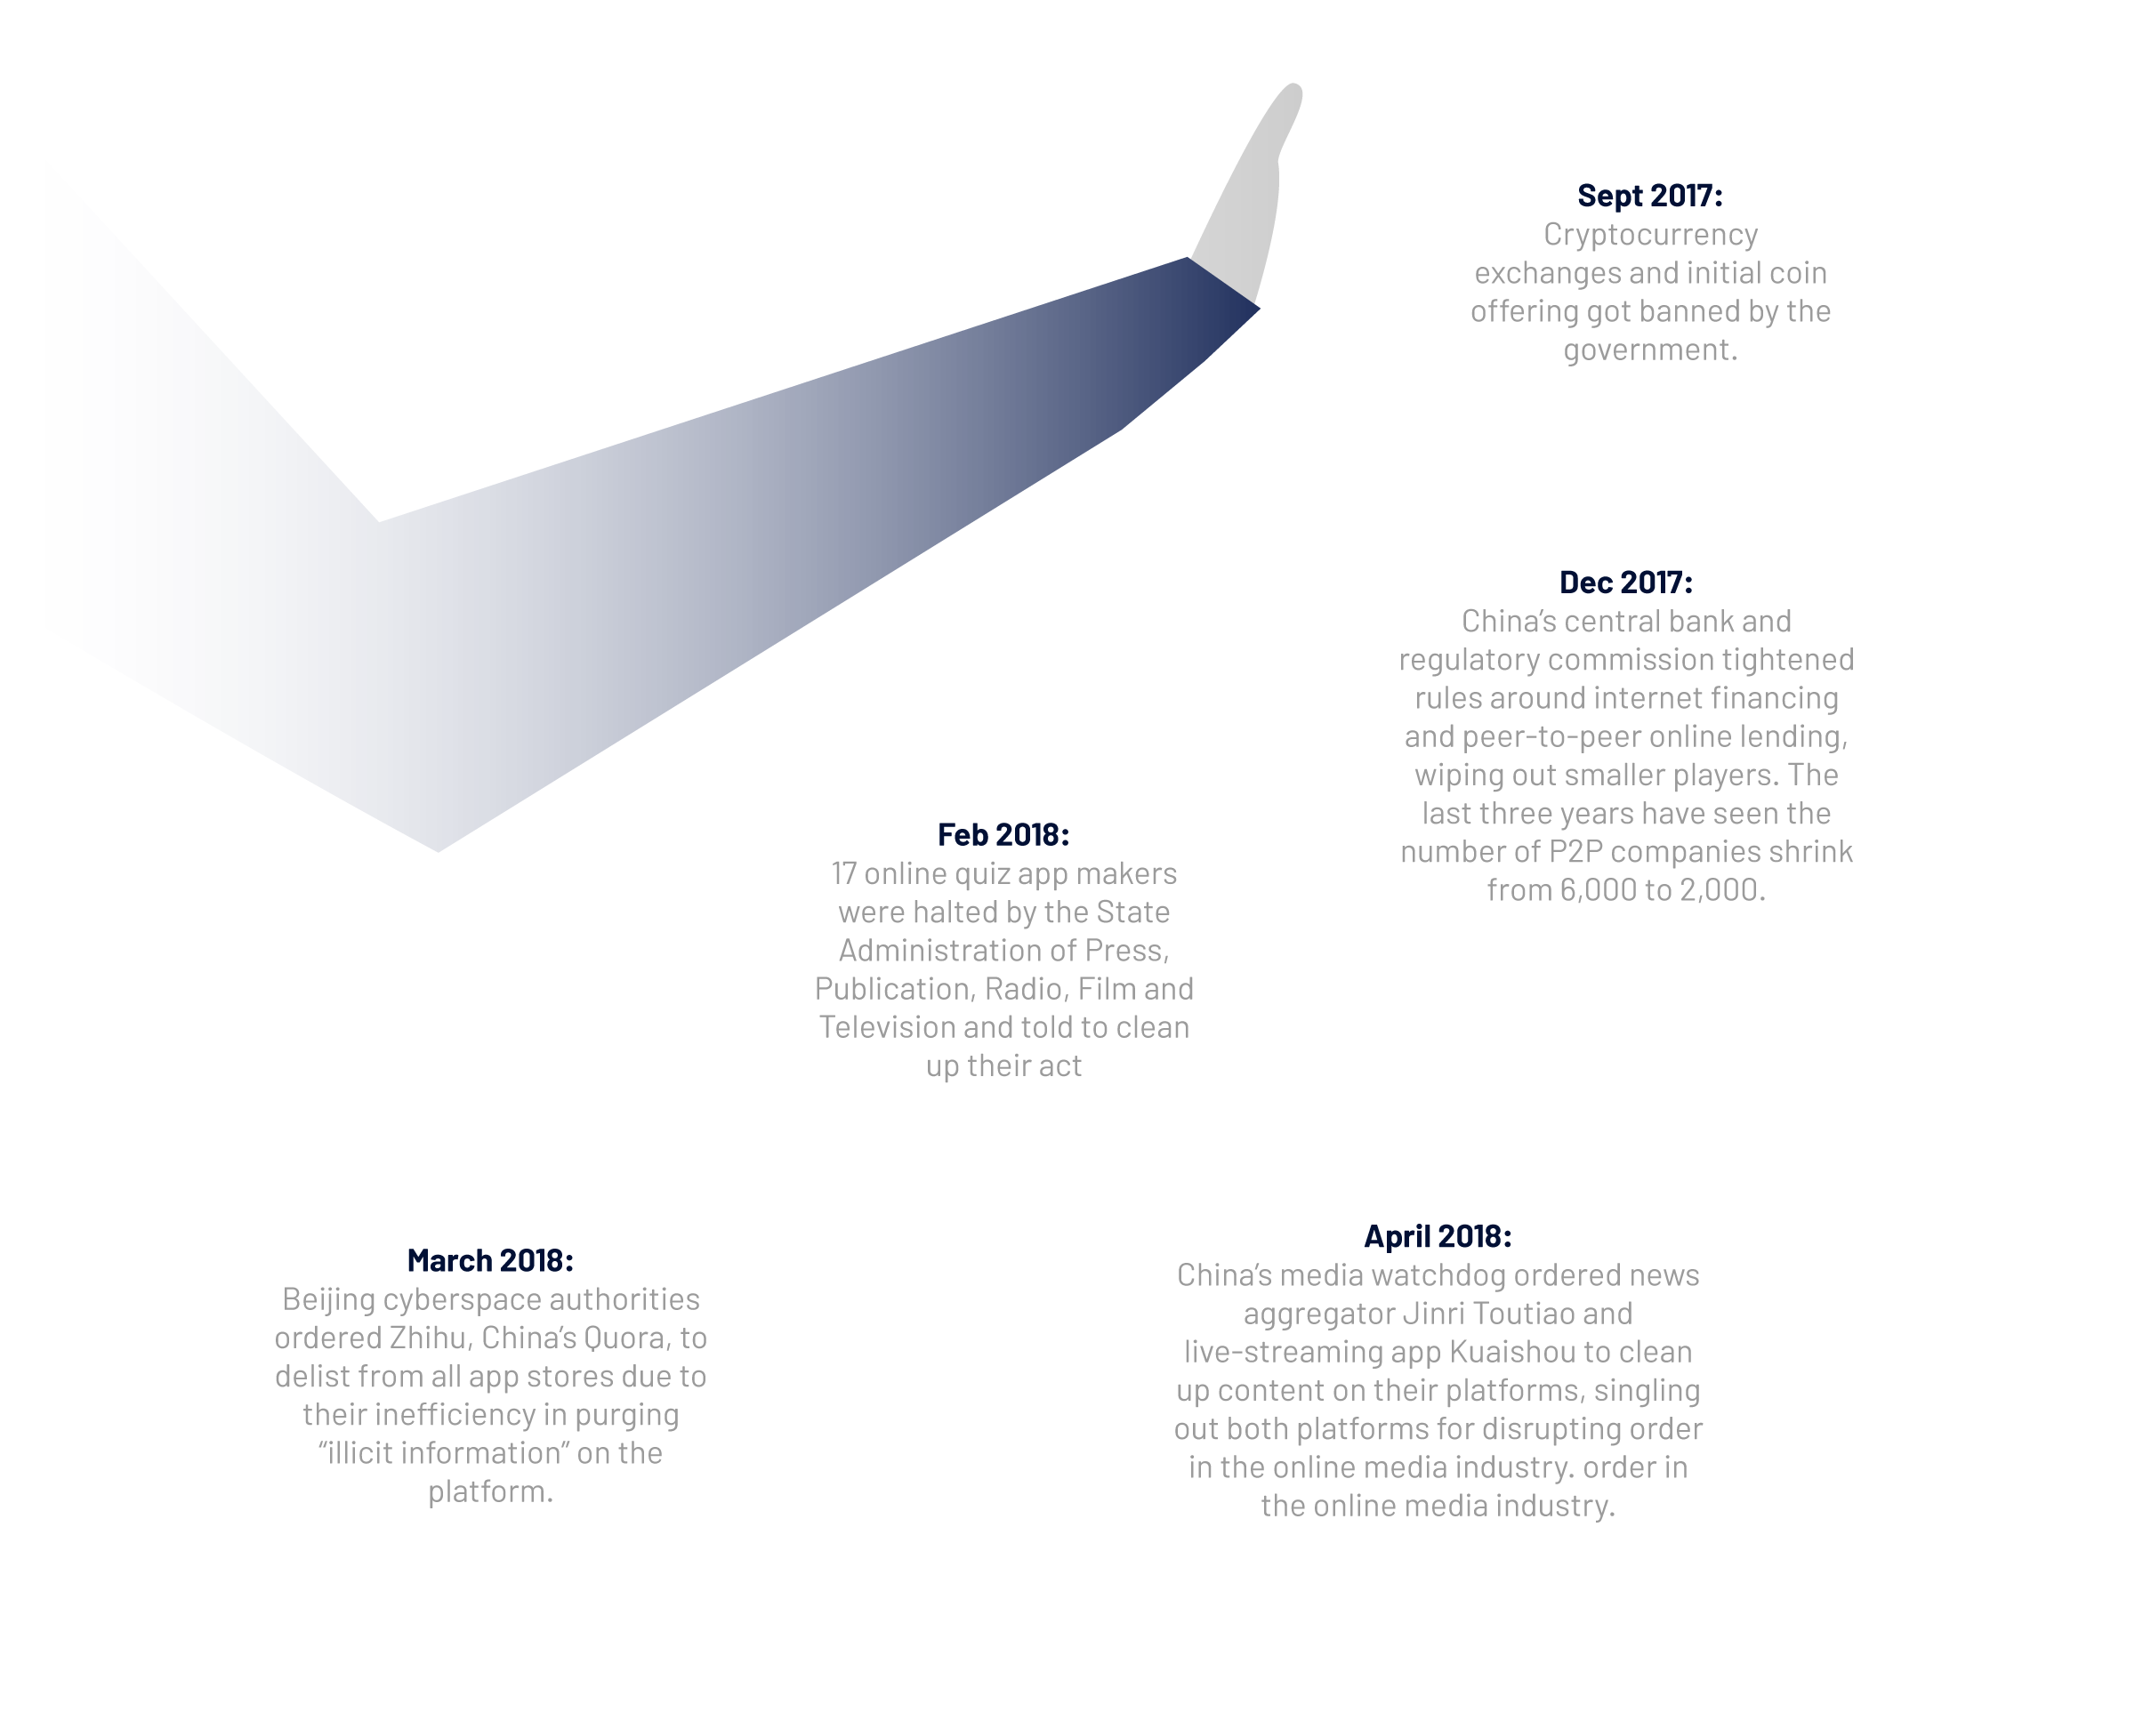 Sept 2017:
Cryptocurrency
exchanges and initial coin
offering got banned by the
government.
Dec 2017:
China’s central bank and
regulatory commission tightened
rules around internet financing
and peer-to-peer online lending,
wiping out smaller players. The
last three years have seen the
number of P2P companies shrink
from 6,000 to 2,000.
Feb 2018:
17 online quiz app makers
were halted by the State
Administration of Press,
Publication, Radio, Film and
Television and told to clean
up their act
March 2018:
Beijing cyberspace authorities
ordered Zhihu, China’s Quora, to
delist from all app stores due to
their inefficiency in purging
“illicit information” on the
platform.
April 2018:
China’s media watchdog ordered news
aggregator Jinri Toutiao and
live-streaming app Kuaishou to clean
up content on their platforms, singling
out both platforms for disrupting order
in the online media industry. order in
the online media industry.